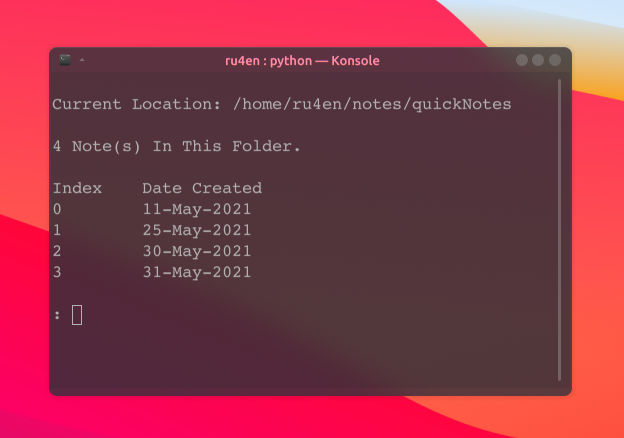 ru4en : python — Konsole
Current Location: /home/ru4en/notes/quickNotes
4 Note(s) In This Folder.
Index Date Created
0 11-May-2021
1 25-May-2021
2 30-May-2021
3 31-May-2021
: